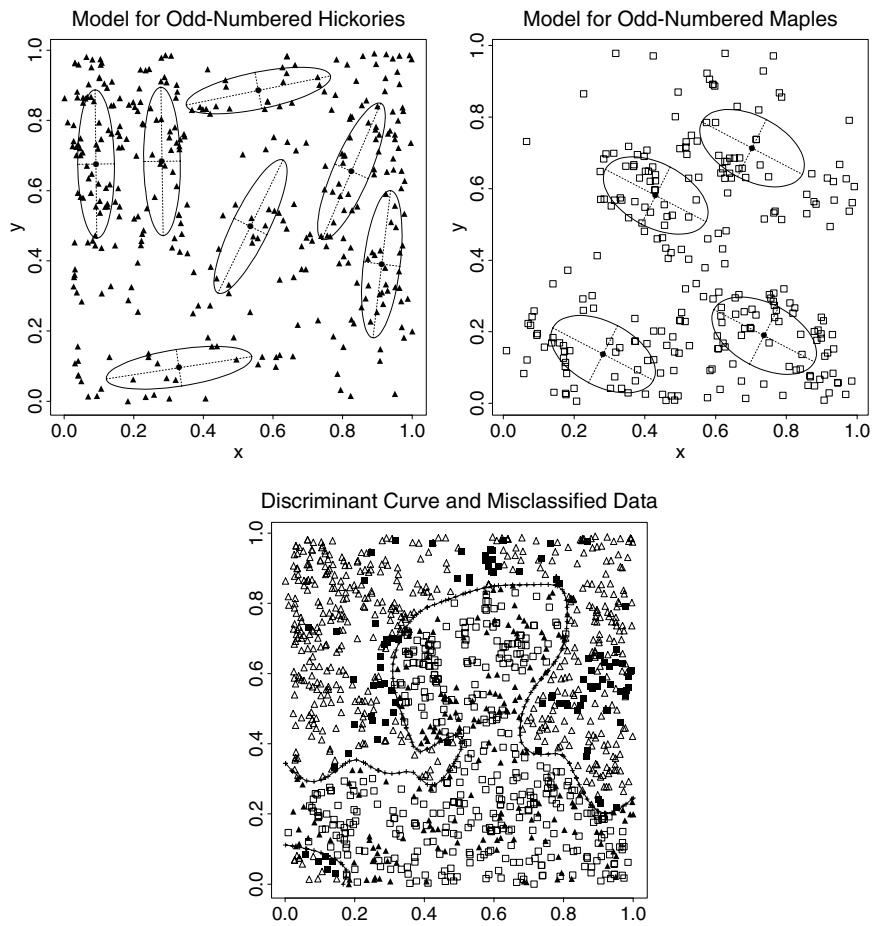 Model for Odd-Numbered Hickories
1.0
0.8
0.6
y
0.4
0.2
0.0
0.0 0.2 0.4 0.6 0.8 1.0
x
Model for Odd-Numbered Maples
1.0
0.8
0.6
y
0.4
0.2
0.0
0.0 0.2 0.4 0.6 0.8 1.0
x
Discriminant Curve and Misclassified Data
1.0
0.8
0.6
0.4
0.2
0.0
0.0 0.2 0.4 0.6 0.8 1.0